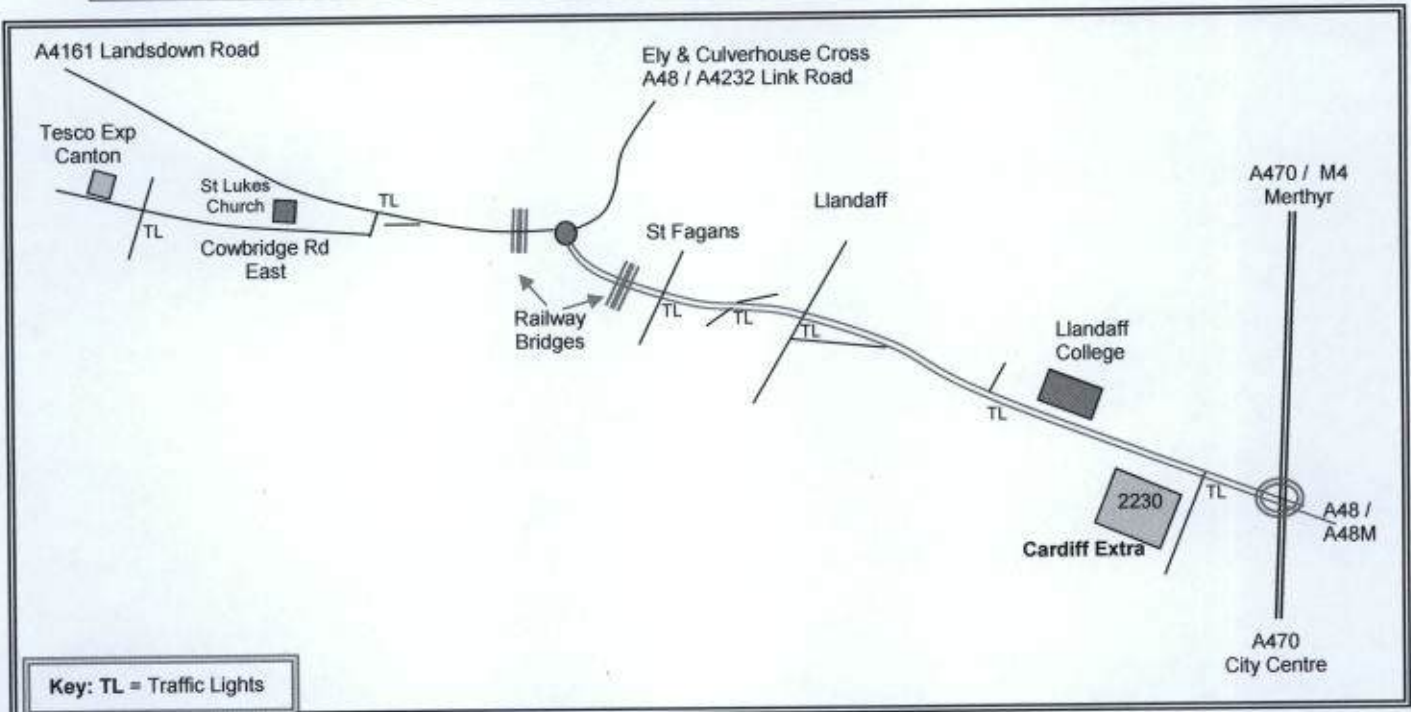 A4161 Landsdown Road
Ely & Culverhouse Cross
A48 / A4232 Link Road
Tesco Exp
Canton
St Lukes
Church
TL
TL
Cowbridge Rd
East
Railway
Bridges
St Fagans
TL
TL
Llandaff
TL
A470 / M4
Merthyr
Llandaff
College
TL
2230
Cardiff Extra
TL
A48 /
A48M
A470
City Centre
Key: TL = Traffic Lights